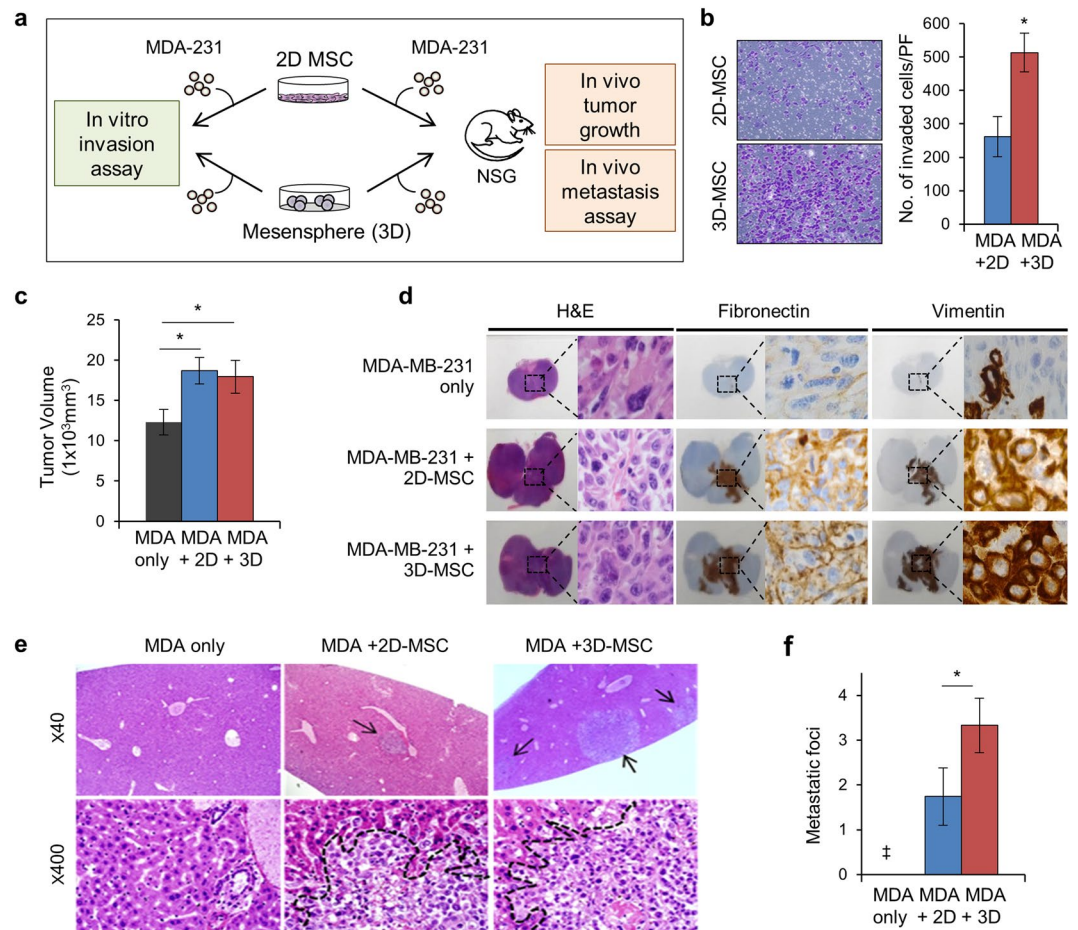 a
MDA-231
2D MSC
MDA-231
In vitro
invasion
assay
In vivo
tumor
growth
NSG
In vivo
metastasis
assay
Mesensphere (3D)
b
2D-MSC
3D-MSC
No. of invaded cells/PF
600
500
400
300
200
100
0
*
MDA MDA
+2D +3D
c
Tumor Volume
(1x10³mm³)
25
20
15
10
5
0
*
*
MDA MDA MDA
only + 2D + 3D
d
H&E
Fibronectin
Vimentin
MDA-MB-231
only
MDA-MB-231 +
2D-MSC
MDA-MB-231 +
3D-MSC
e
MDA only
MDA +2D-MSC
MDA +3D-MSC
X40
X400
f
Metastatic foci
4
3
2
1
0
*
‡
MDA MDA MDA
only + 2D + 3D